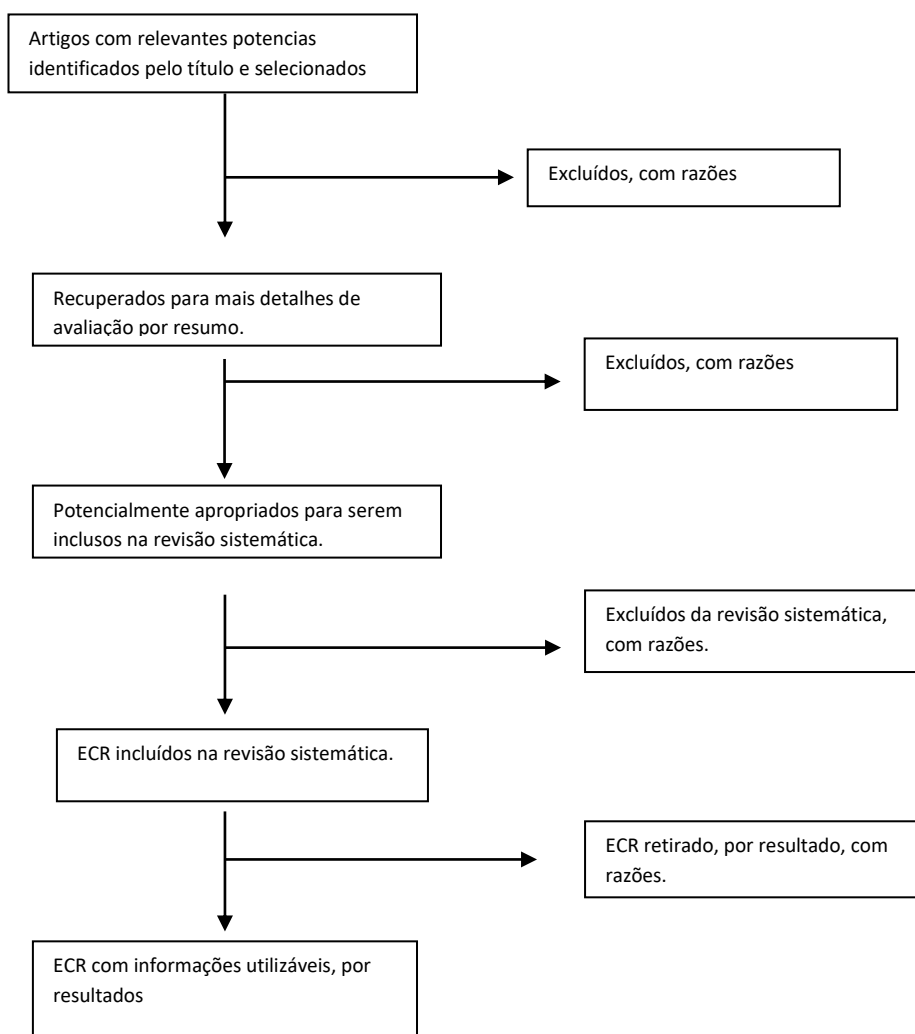 Artigos com relevantes potencias
identificados pelo título e selecionados
Excluídos, com razões
Recuperados para mais detalhes de
avaliação por resumo.
Excluídos, com razões
Potencialmente apropriados para serem
inclusos na revisão sistemática.
Excluídos da revisão sistemática,
com razões.
ECR incluídos na revisão sistemática.
ECR retirado, por resultado, com
razões.
ECR com informações utilizáveis, por
resultados